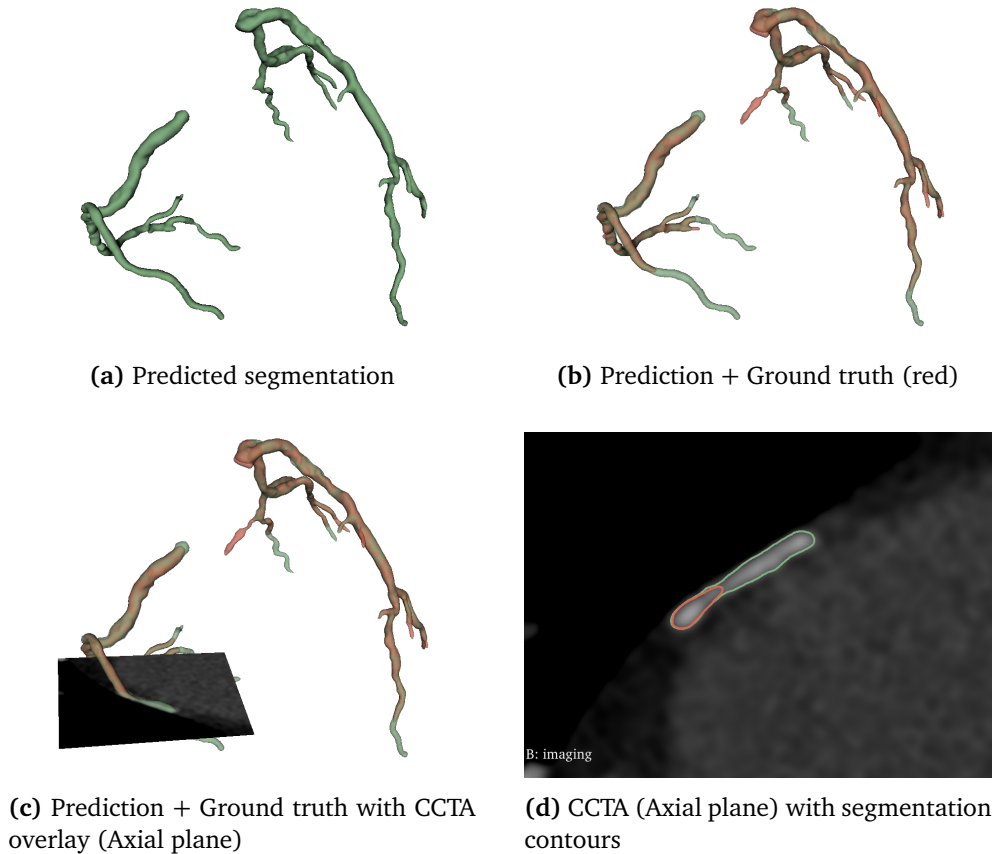 (a) Predicted segmentation
(b) Prediction + Ground truth (red)
B: imaging
(c) Prediction + Ground truth with CCTA
overlay (Axial plane)
(d) CCTA (Axial plane) with segmentation
contours